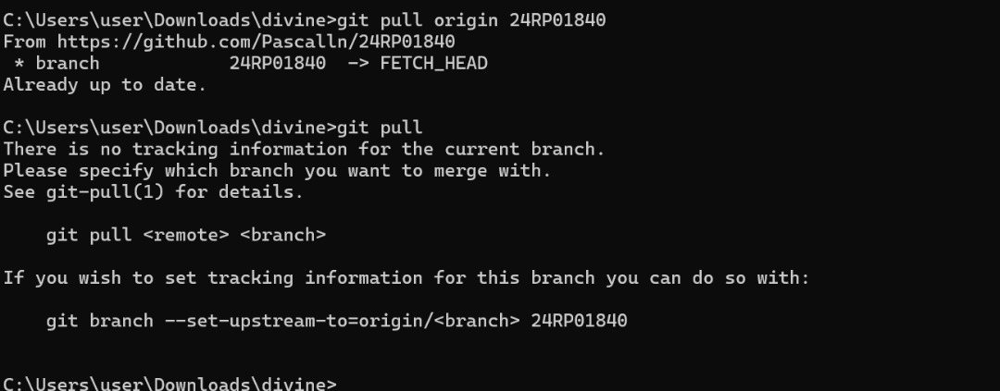 C:\Users\user\Downloads\divine>git pull origin 24RP01840
From https://github.com/Pascalln/24RP01840
 * branch            24RP01840  -> FETCH_HEAD
Already up to date.

C:\Users\user\Downloads\divine>git pull
There is no tracking information for the current branch.
Please specify which branch you want to merge with.
See git-pull(1) for details.

    git pull <remote> <branch>

If you wish to set tracking information for this branch you can do so with:

    git branch --set-upstream-to=origin/<branch> 24RP01840


C:\Users\user\Downloads\divine>